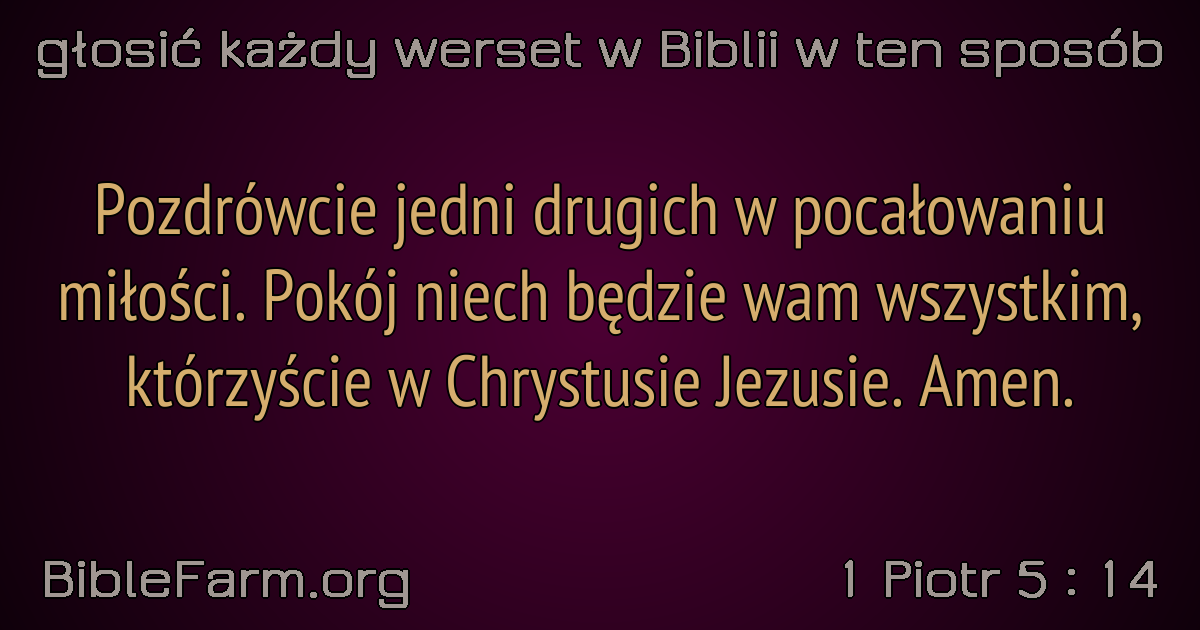 głosić każdy werset w Biblii w ten sposób
Pozdrówcie jedni drugich w pocałowaniu
miłości. Pokój niech będzie wam wszystkim,
którzyście w Chrystusie Jezusie. Amen.
BibleFarm.org
1 Piotr 5 : 14